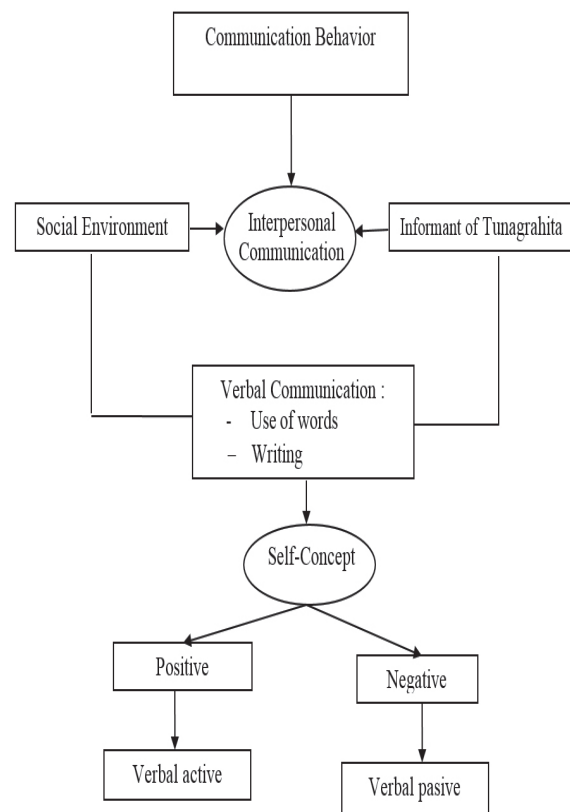 Communication Behavior
Social Environment
Interpersonal
Communication
Informant of Tunagrahita
Verbal Communication :
- Use of words
– Writing
Self-Concept
Positive
Negative
Verbal active
Verbal pasive